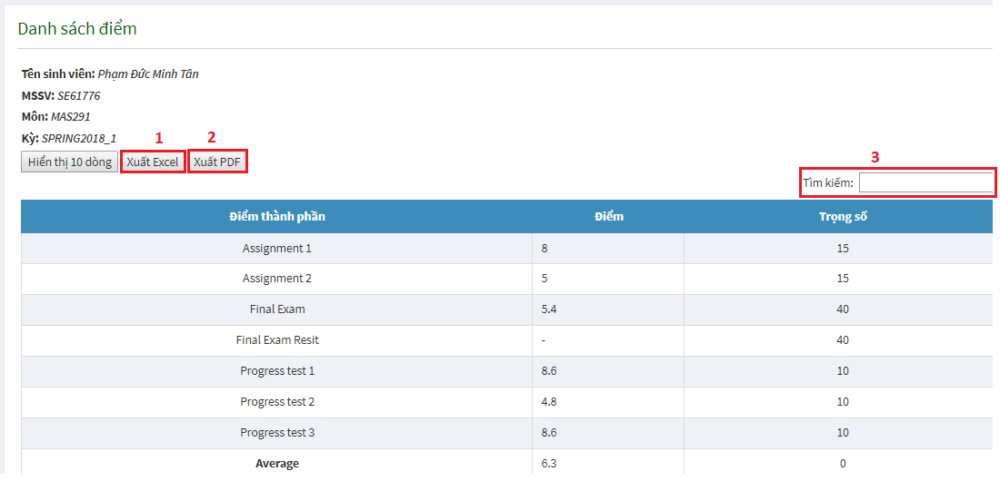 Danh sách điểm
Tên sinh viên: Phạm Đức Minh Tân
MSSV: SE61776
Môn: MAS291
Kỳ: SPRING2018_1
1 2
Hiển thị 10 dòng Xuất Excel Xuất PDF
3
Tìm kiếm:
Điểm thành phần Điểm Trọng số
Assignment 1 8 15
Assignment 2 5 15
Final Exam 5.4 40
Final Exam Resit - 40
Progress test 1 8.6 10
Progress test 2 4.8 10
Progress test 3 8.6 10
Average 6.3 0